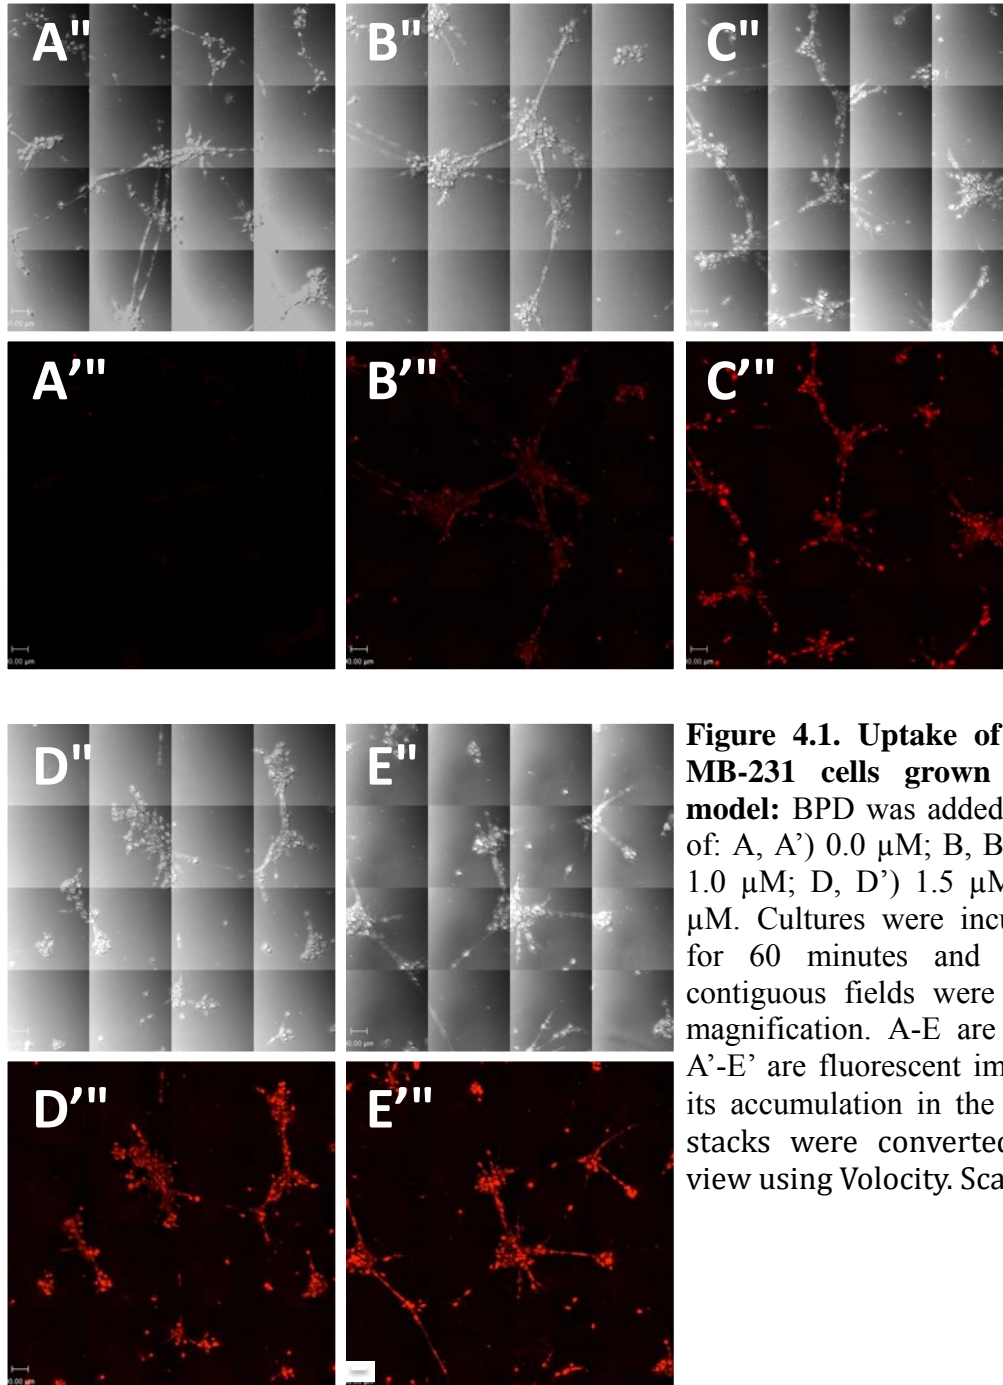 A"
B"
C"
A’"
B’"
C’"
D"
E"
D’"
E’"
Figure 4.1. Uptake of
MB-231 cells grown
model: BPD was added
of: A, A’) 0.0 µM; B, B
1.0 µM; D, D’) 1.5 µM
µM. Cultures were incu
for 60 minutes and
contiguous fields were
magnification. A-E are
A’-E’ are fluorescent im
its accumulation in the
stacks were converted
view using Volocity. Sca